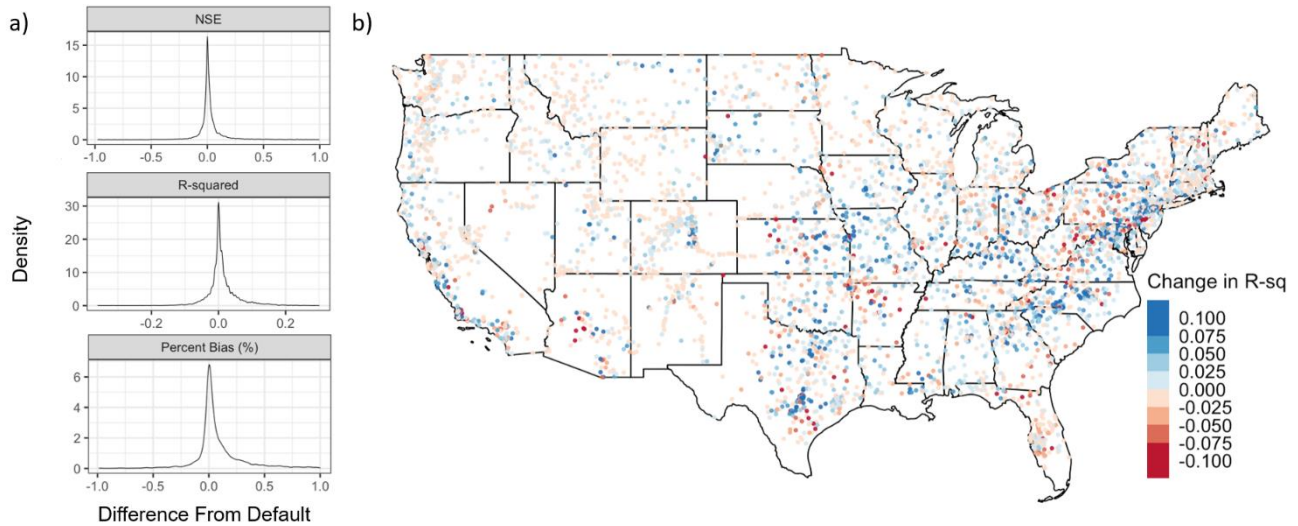 a)
NSE
15
10
5
0
-1.0 -0.5 0.0 0.5 1.0
R-squared
30
20
10
0
-0.2 0.0 0.2
Percent Bias (%)
6
4
2
0
-1.0 -0.5 0.0 0.5 1.0
Density
Difference From Default
b)
Change in R-sq
0.100
0.075
0.050
0.025
0.000
-0.025
-0.050
-0.075
-0.100